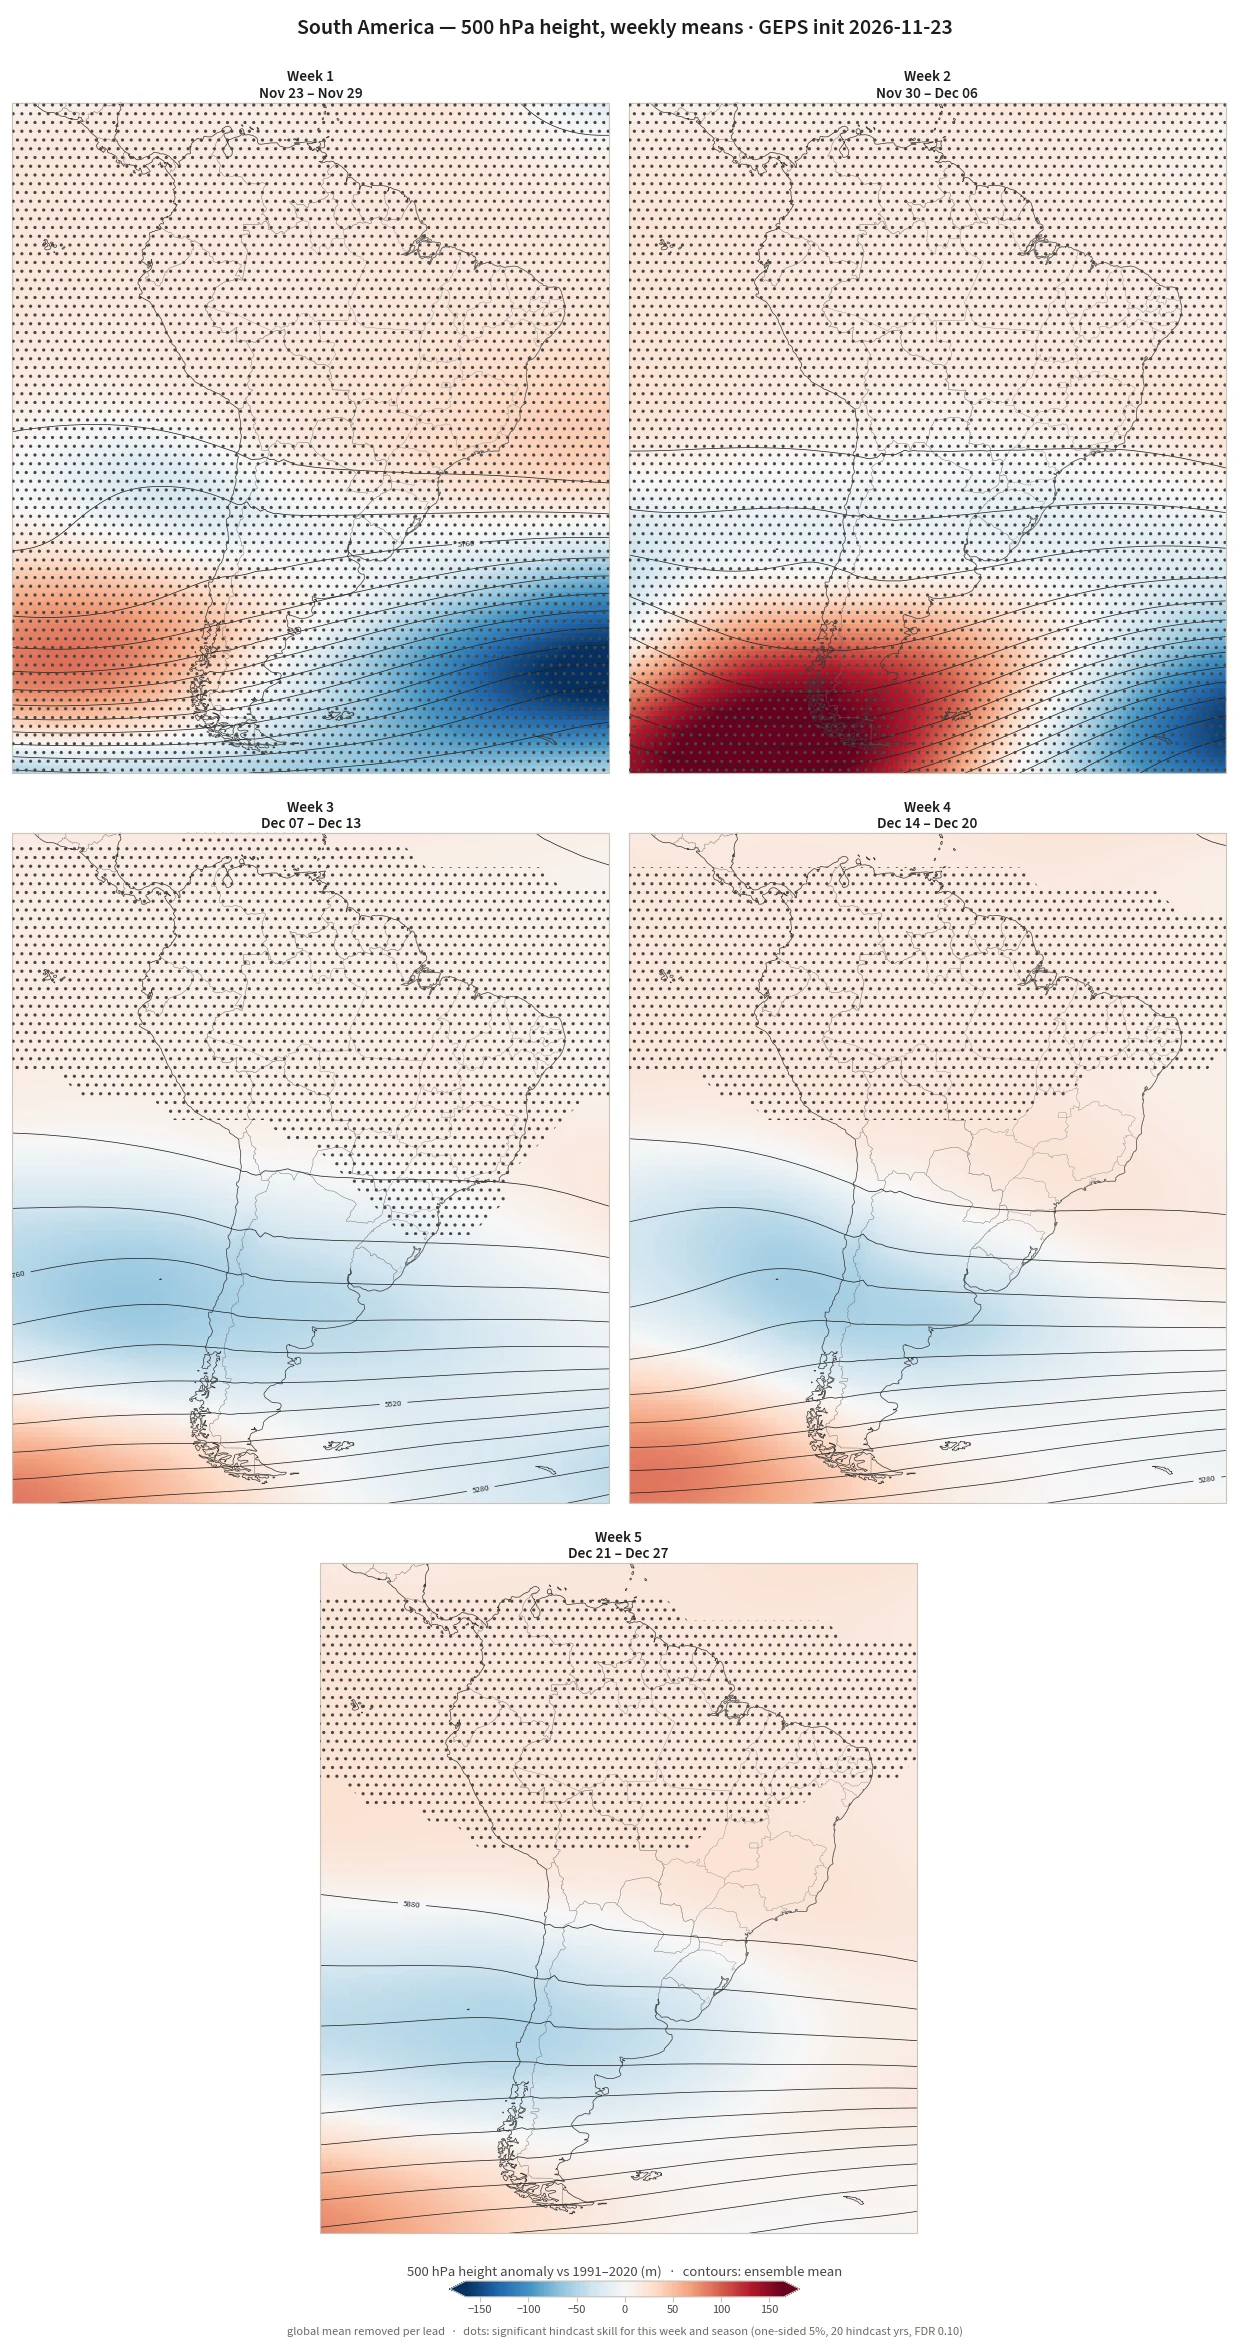 South America — 500 hPa height, weekly means · GEPS init 2026-11-23
Week 1
Nov 23 – Nov 29
Week 2
Nov 30 – Dec 06
5760
Week 3
Dec 07 – Dec 13
Week 4
Dec 14 – Dec 20
760
5520
5280
5280
Week 5
Dec 21 – Dec 27
5880
500 hPa height anomaly vs 1991–2020 (m) · contours: ensemble mean
−150 −100 −50 0 50 100 150
global mean removed per lead · dots: significant hindcast skill for this week and season (one-sided 5%, 20 hindcast yrs, FDR 0.10)